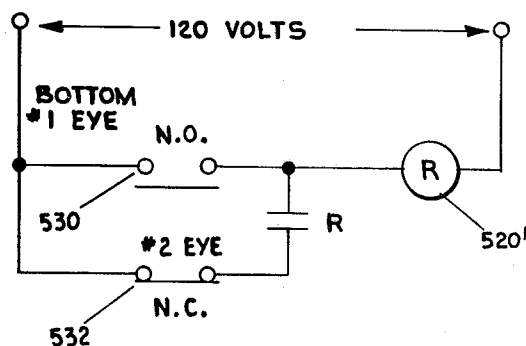 120 VOLTS
BOTTOM
#1 EYE
N.O.
R
530
R
520'
#2 EYE
N.C.
532